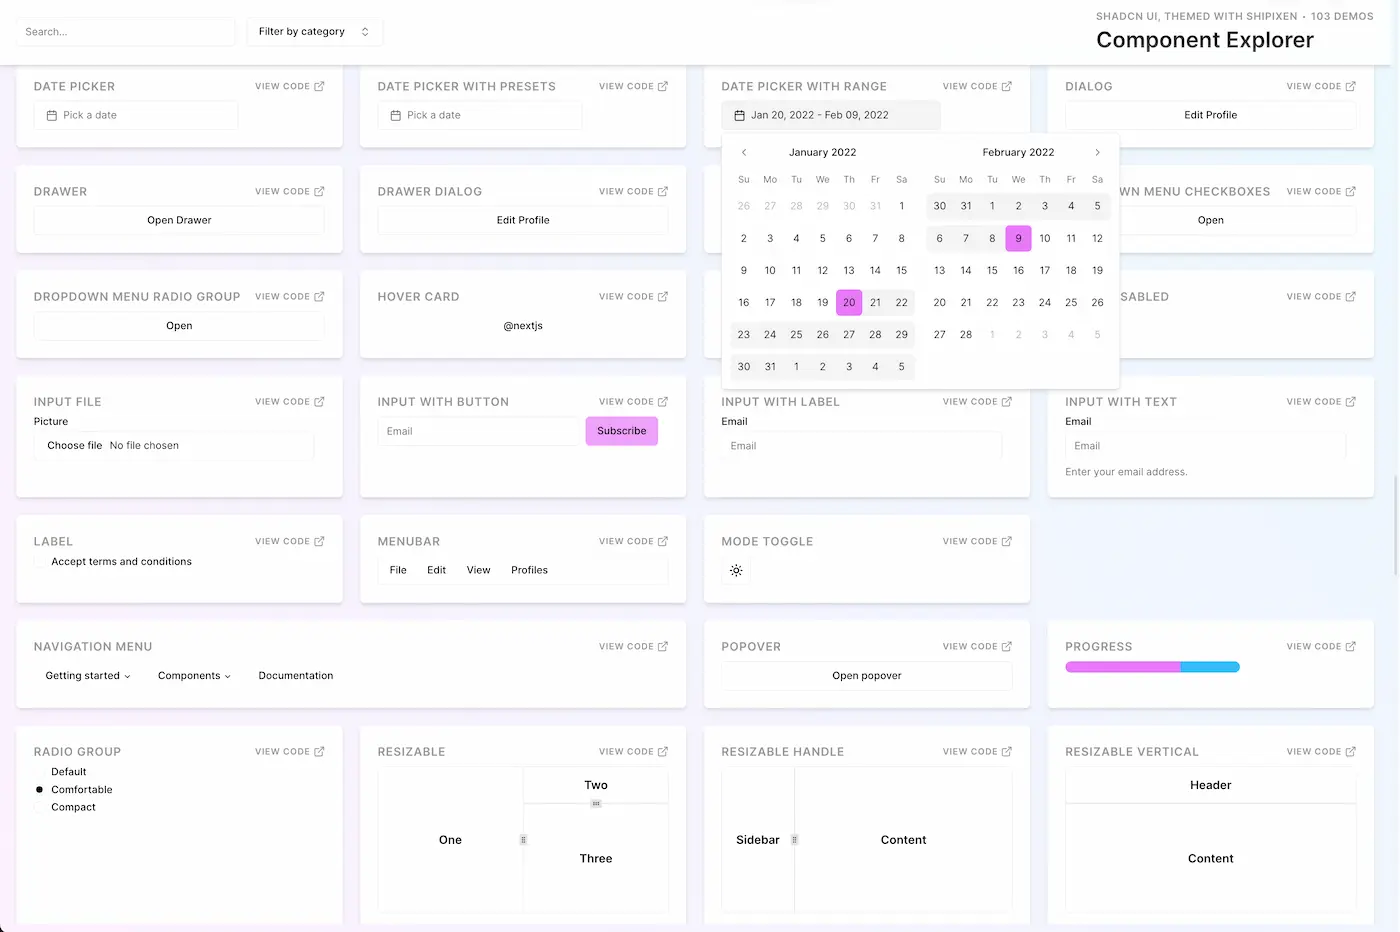 Search...
Filter by category
SHADCN UI, THEMED WITH SHIPIXEN • 103 DEMOS
Component Explorer
DATE PICKER
VIEW CODE
Pick a date
DATE PICKER WITH PRESETS
VIEW CODE
Pick a date
DATE PICKER WITH RANGE
VIEW CODE
Jan 20, 2022 - Feb 09, 2022
January 2022
Su Mo Tu We Th Fr Sa
26 27 28 29 30 31 1
2 3 4 5 6 7 8
9 10 11 12 13 14 15
16 17 18 19 20 21 22
23 24 25 26 27 28 29
30 31 1 2 3 4 5
February 2022
Su Mo Tu We Th Fr Sa
30 31 1 2 3 4 5
6 7 8 9 10 11 12
13 14 15 16 17 18 19
20 21 22 23 24 25 26
27 28 1 2 3 4 5
DIALOG
VIEW CODE
Edit Profile
DRAWER
VIEW CODE
Open Drawer
DRAWER DIALOG
VIEW CODE
Edit Profile
WN MENU CHECKBOXES
VIEW CODE
Open
DROPDOWN MENU RADIO GROUP
VIEW CODE
Open
HOVER CARD
VIEW CODE
@nextjs
SABLED
VIEW CODE
INPUT FILE
VIEW CODE
Picture
Choose file No file chosen
INPUT WITH BUTTON
VIEW CODE
Email
Subscribe
INPUT WITH LABEL
VIEW CODE
Email
Email
INPUT WITH TEXT
VIEW CODE
Email
Email
Enter your email address.
LABEL
VIEW CODE
Accept terms and conditions
MENUBAR
VIEW CODE
File Edit View Profiles
MODE TOGGLE
VIEW CODE
NAVIGATION MENU
VIEW CODE
Getting started Components Documentation
POPOVER
VIEW CODE
Open popover
PROGRESS
VIEW CODE
RADIO GROUP
VIEW CODE
Default
Comfortable
Compact
RESIZABLE
VIEW CODE
One
Two
Three
RESIZABLE HANDLE
VIEW CODE
Sidebar
Content
RESIZABLE VERTICAL
VIEW CODE
Header
Content